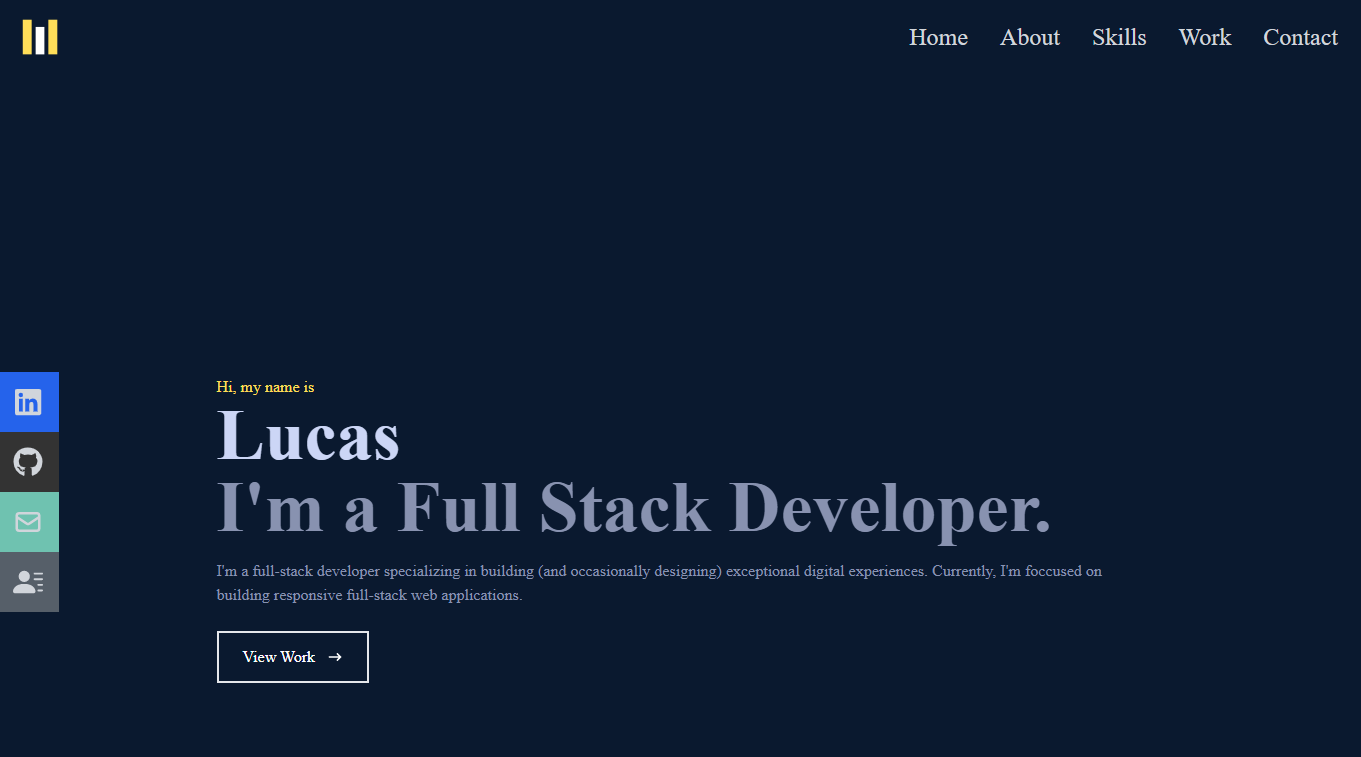 Home About Skills Work Contact
Hi, my name is
Lucas
I'm a Full Stack Developer.
I'm a full-stack developer specializing in building (and occasionally designing) exceptional digital experiences. Currently, I'm foccused on
building responsive full-stack web applications.
View Work →
in